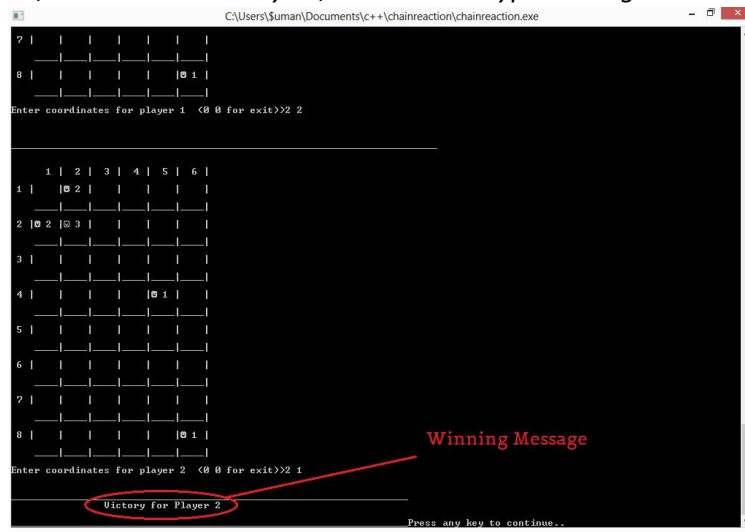 C:\Users\$uman\Documents\c++\chainreaction\chainreaction.exe
7 | | | | | | |
8 | | | | | | 1 |
Enter coordinates for player 1 (0 0 for exit)>>2 2
1 | 2 | 3 | 4 | 5 | 6 |
1 | | 2 | | | | |
2 | 2 | 3 | | | | |
3 | | | | | | |
4 | | | | | 1 | |
5 | | | | | | |
6 | | | | | | |
7 | | | | | | |
8 | | | | | | 1 |
Winning Message
Enter coordinates for player 2 (0 0 for exit)>>2 1
Victory for Player 2
Press any key to continue..